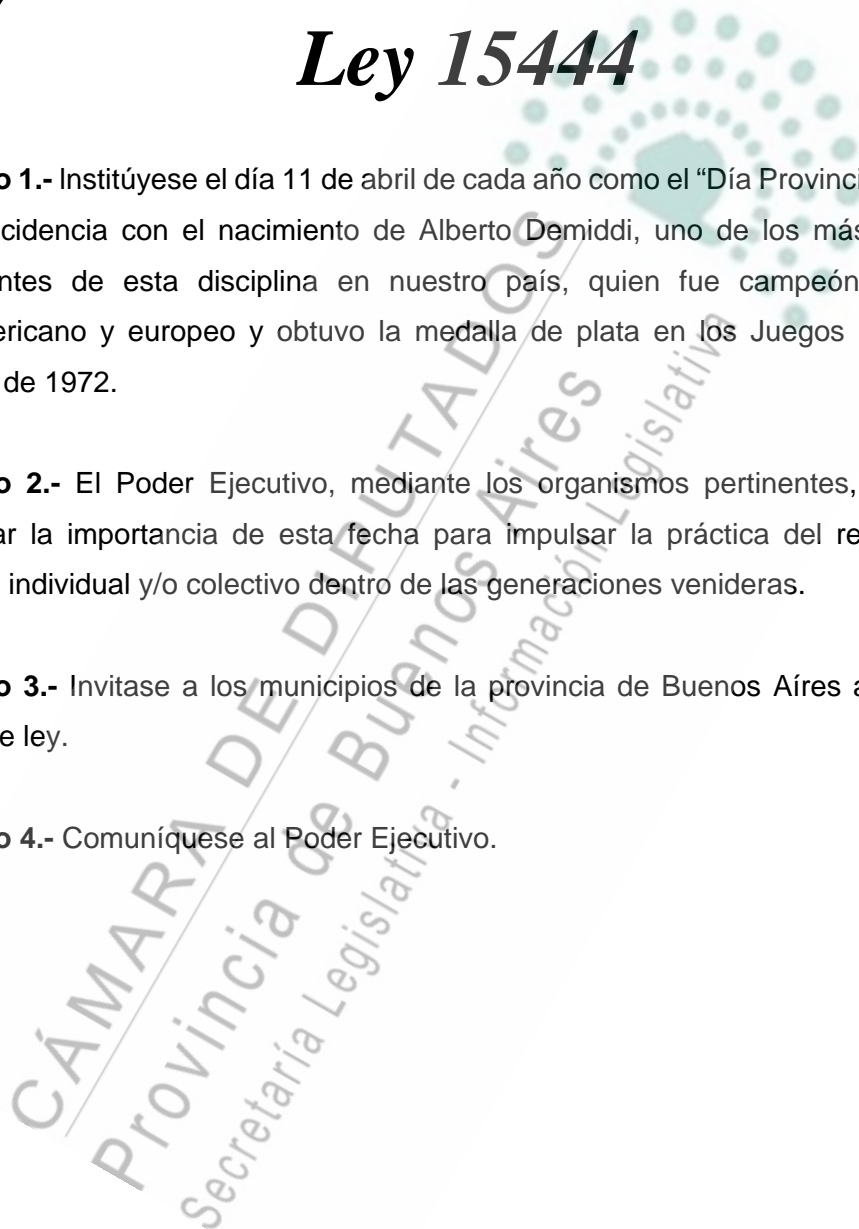 Ley 15444
o 1.- Institúyese el día 11 de abril de cada año como el “Día Provinci
cidencia con el nacimiento de Alberto Demiddi, uno de los más
ntes de esta disciplina en nuestro país, quien fue campeón
ericano y europeo y obtuvo la medalla de plata en los Juegos
de 1972.
o 2.- El Poder Ejecutivo, mediante los organismos pertinentes,
ar la importancia de esta fecha para impulsar la práctica del re
individual y/o colectivo dentro de las generaciones venideras.
o 3.- Invitase a los municipios de la provincia de Buenos Aíres a
e ley.
o 4.- Comuníquese al Poder Ejecutivo.
CÁMARA DE DIPUTADOS
Provincia de Buenos Aires
Secretaría Legislativa - Información Legislativa